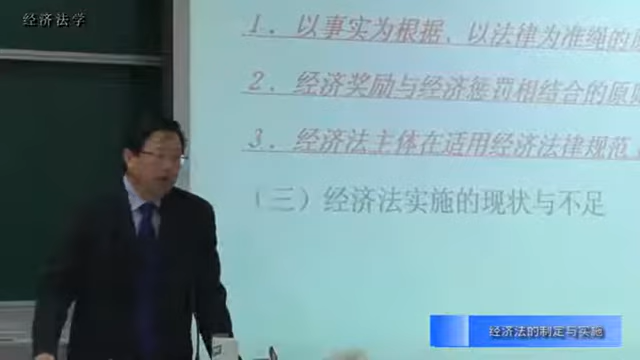 经济法学
1．以事实为根据、以法律为准绳的
2．经济奖励与经济惩罚相结合的原
3．经济法主体在适用经济法律规范
（三）经济法实施的现状与不足
经济法的制定与实施